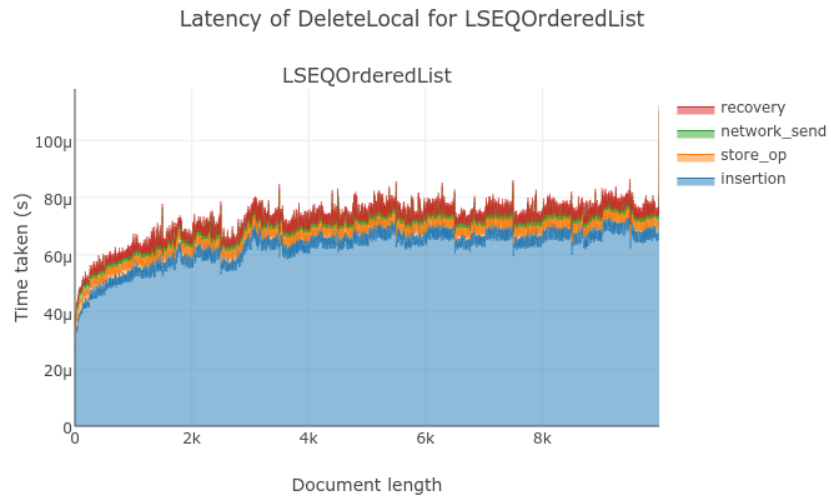 Latency of DeleteLocal for LSEQOrderedList
LSEQOrderedList
recovery
network_send
store_op
insertion
Time taken (s)
100μ
80μ
60μ
40μ
20μ
0
0
2k
4k
6k
8k
Document length